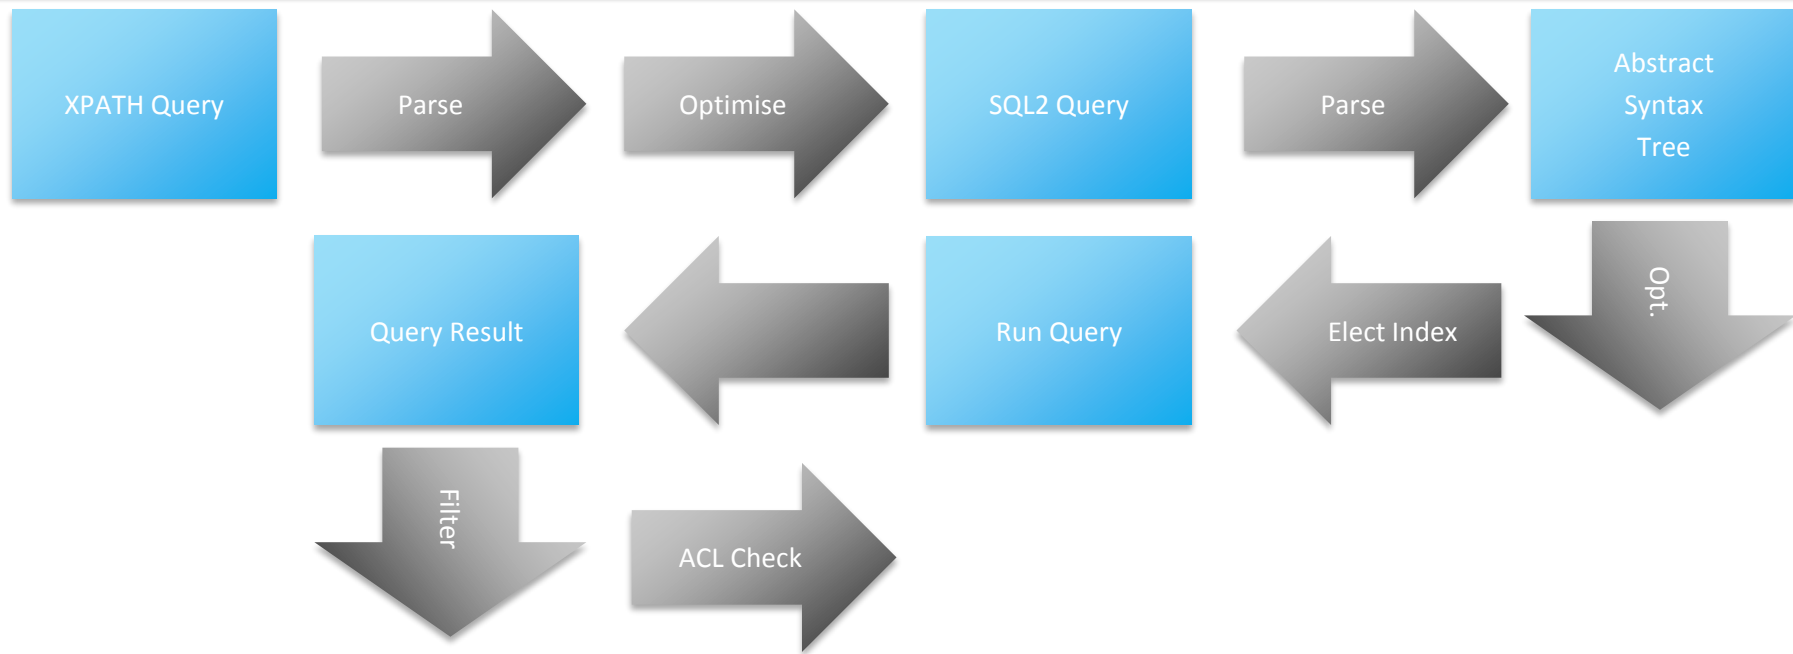 XPATH Query
Parse
Optimise
SQL2 Query
Parse
Abstract
Syntax
Tree
Opt.
Elect Index
Run Query
Query Result
Filter
ACL Check